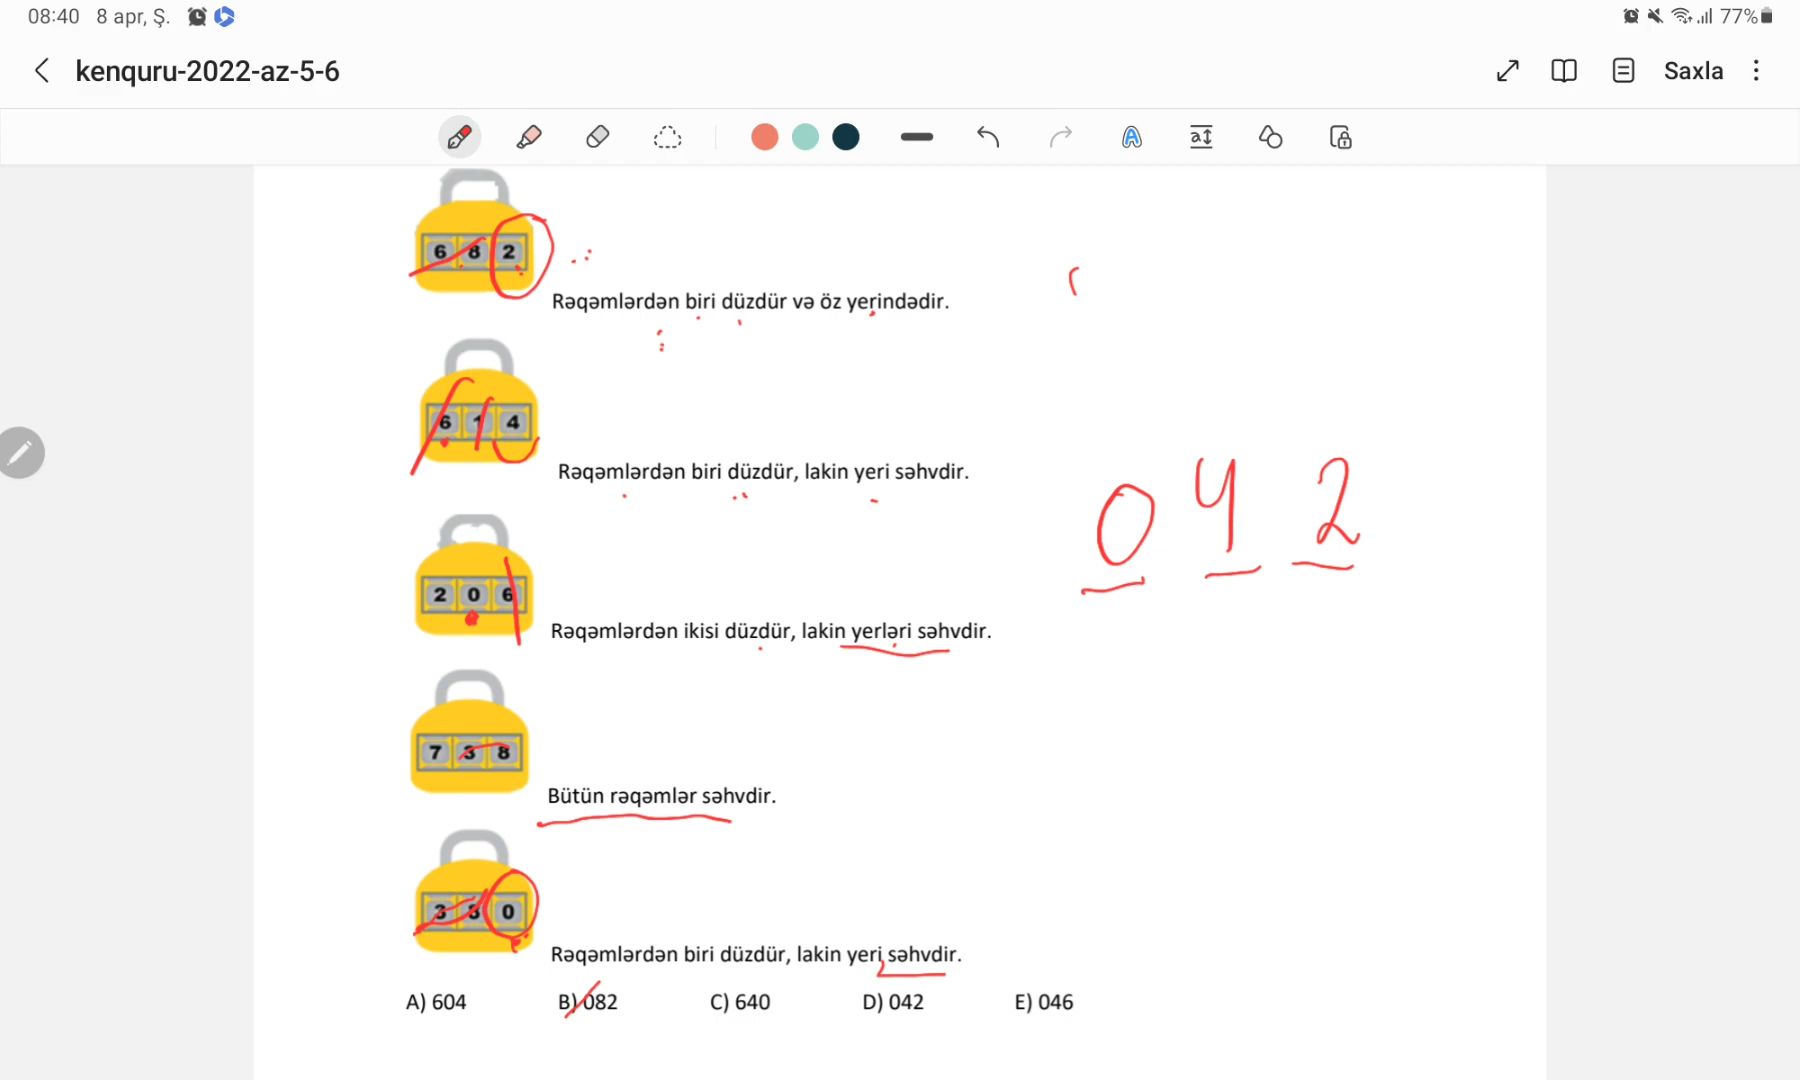 08:40 8 apr, Ş. 77%
kenquru-2022-az-5-6 Saxla
6 8 2
Rəqəmlərdən biri düzdür və öz yerindədir.
6 1 4
Rəqəmlərdən biri düzdür, lakin yeri səhvdir.
0 4 2
2 0 6
Rəqəmlərdən ikisi düzdür, lakin yerləri səhvdir.
7 3 8
Bütün rəqəmlər səhvdir.
3 8 0
Rəqəmlərdən biri düzdür, lakin yeri səhvdir.
A) 604 B) 082 C) 640 D) 042 E) 046